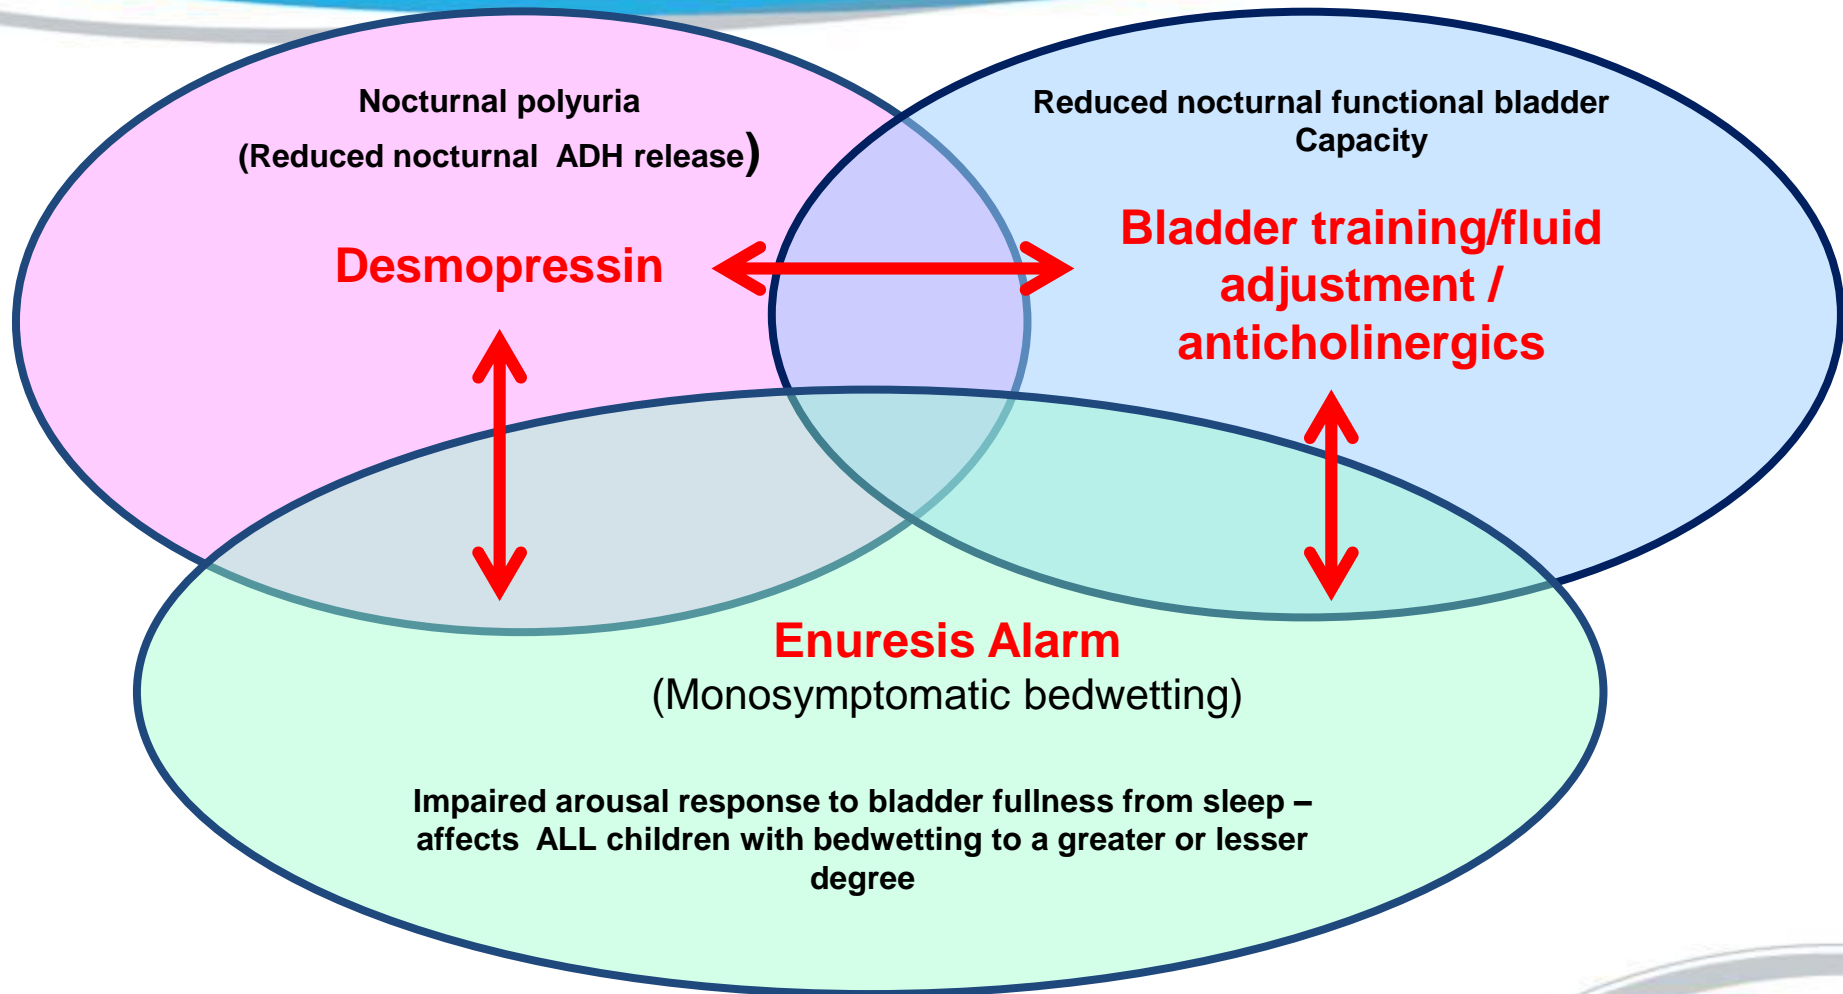 Nocturnal polyuria
(Reduced nocturnal ADH release)
Desmopressin
Reduced nocturnal functional bladder
Capacity
Bladder training/fluid
adjustment /
anticholinergics
Enuresis Alarm
(Monosymptomatic bedwetting)
Impaired arousal response to bladder fullness from sleep –
affects ALL children with bedwetting to a greater or lesser
degree